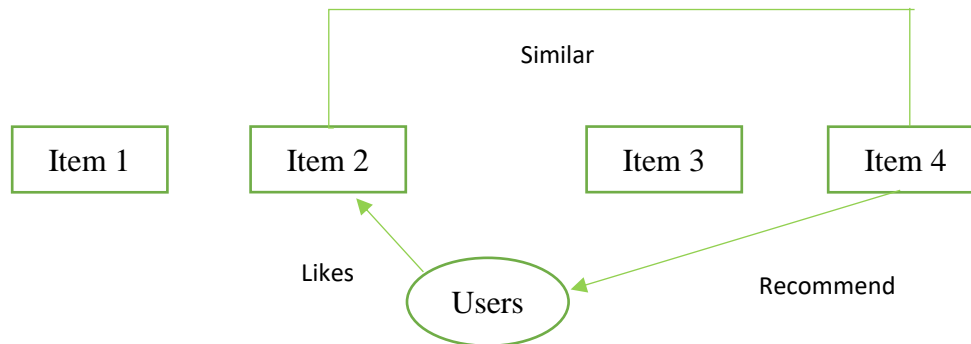 Similar
Item 1
Item 2
Item 3
Item 4
Likes
Users
Recommend